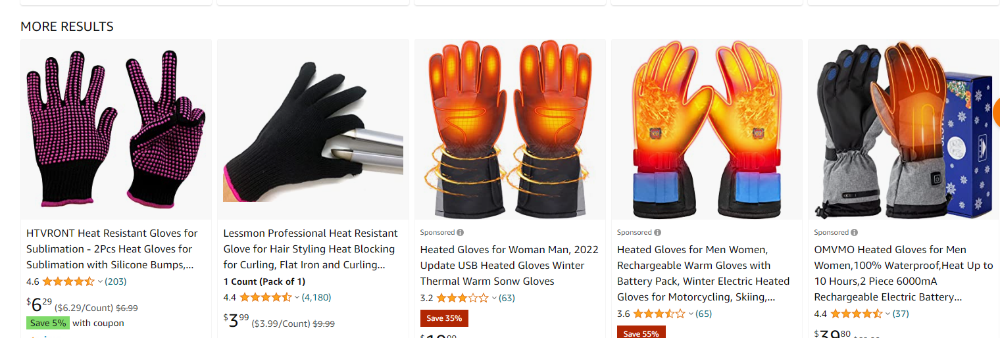 MORE RESULTS
HTVRONT Heat Resistant Gloves for
Sublimation - 2Pcs Heat Gloves for
Sublimation with Silicone Bumps,...
4.6 (203)
$6.29 ($6.29/Count) $6.99
Save 5% with coupon
Lessmon Professional Heat Resistant
Glove for Hair Styling Heat Blocking
for Curling, Flat Iron and Curling...
1 Count (Pack of 1)
4.4 (4,180)
$3.99 ($3.99/Count) $9.99
Sponsored
Heated Gloves for Woman Man, 2022
Update USB Heated Gloves Winter
Thermal Warm Sonw Gloves
3.2 (63)
Save 35%
Sponsored
Heated Gloves for Men Women,
Rechargeable Warm Gloves with
Battery Pack, Winter Electric Heated
Gloves for Motorcycling, Skiing,...
3.6 (65)
Save 55%
Sponsored
OMVMO Heated Gloves for Men
Women,100% Waterproof,Heat Up to
10 Hours,2 Piece 6000mA
Rechargeable Electric Battery...
4.4 (37)
$39.80